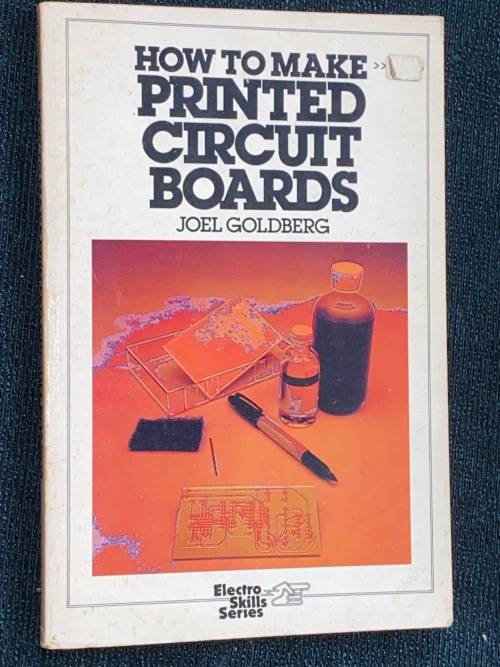 HOW TO MAKE
PRINTED
CIRCUIT
BOARDS
JOEL GOLDBERG
Electro
Skills
Series